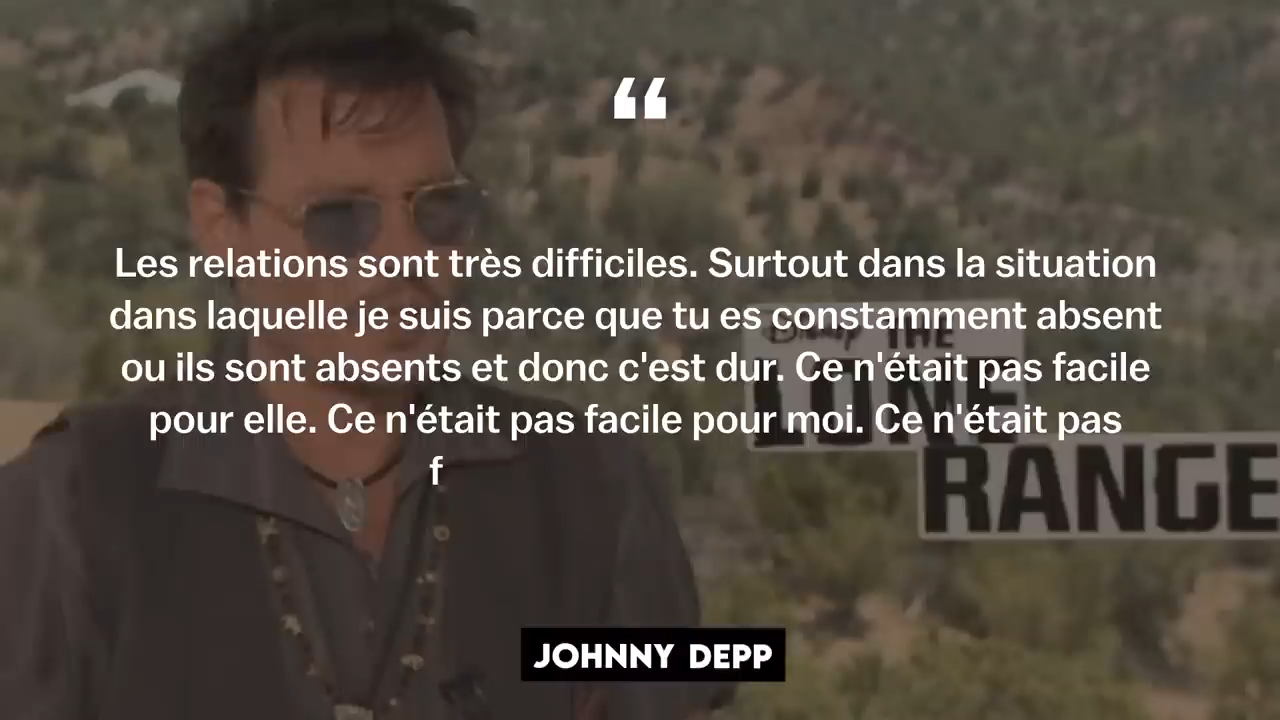 “
Les relations sont très difficiles. Surtout dans la situation
dans laquelle je suis parce que tu es constamment absent
ou ils sont absents et donc c'est dur. Ce n'était pas facile
pour elle. Ce n'était pas facile pour moi. Ce n'était pas
f
Disney THE
LONE
RANGE
JOHNNY DEPP